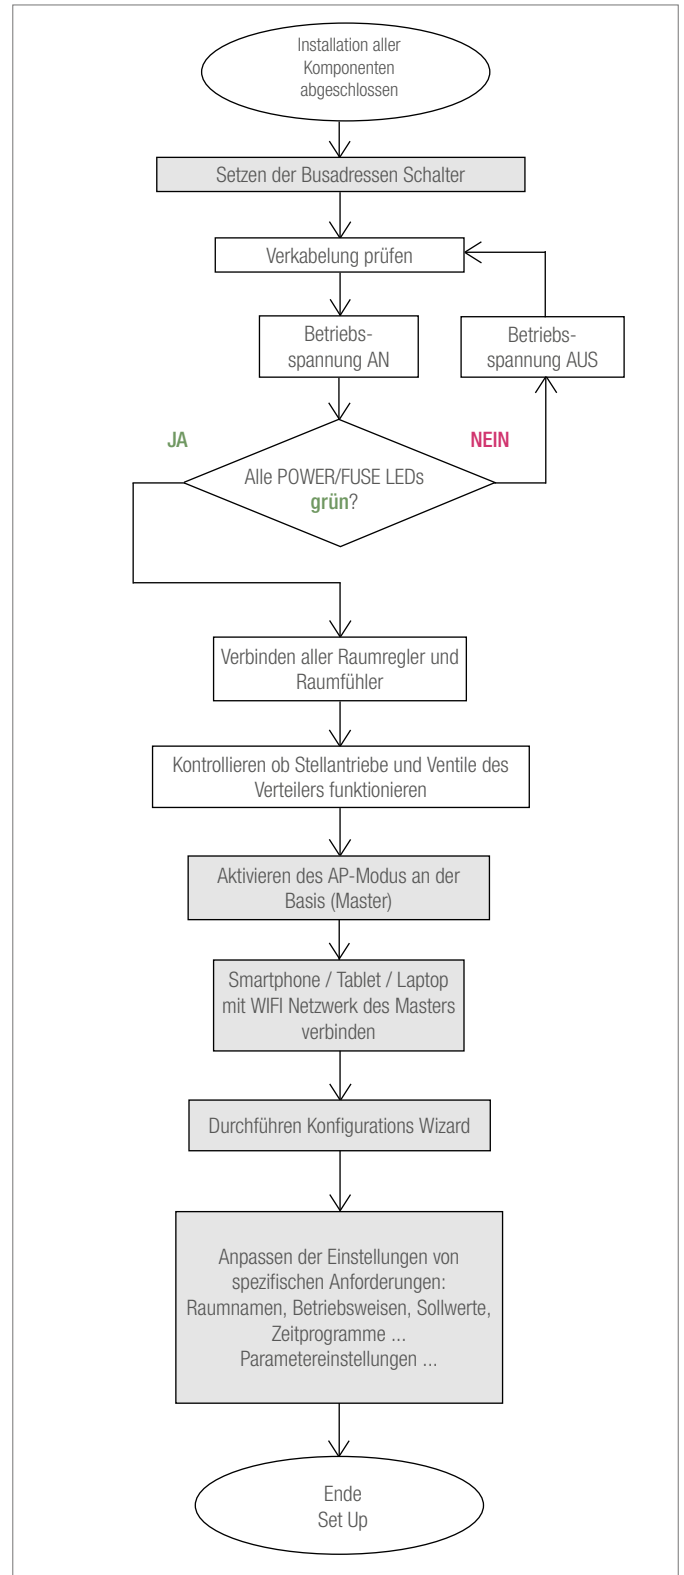 Installation aller
Komponenten
abgeschlossen
Setzen der Busadressen Schalter
Verkabelung prüfen
Betriebs-
spannung AN
Betriebs-
spannung AUS
JA
NEIN
Alle POWER/FUSE LEDs
grün?
Verbinden aller Raumregler und
Raumfühler
Kontrollieren ob Stellantriebe und Ventile des
Verteilers funktionieren
Aktivieren des AP-Modus an der
Basis (Master)
Smartphone / Tablet / Laptop
mit WIFI Netzwerk des Masters
verbinden
Durchführen Konfigurations Wizard
Anpassen der Einstellungen von
spezifischen Anforderungen:
Raumnamen, Betriebsweisen, Sollwerte,
Zeitprogramme ...
Parametereinstellungen ...
Ende
Set Up